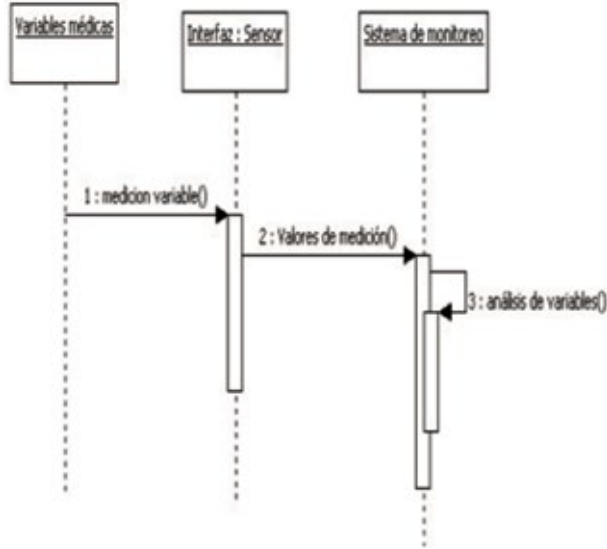 Variables médicas
Interfaz : Sensor
Sistema de monitoreo
1 : medicion variable()
2 : Valores de medición()
3 : análisis de variables()